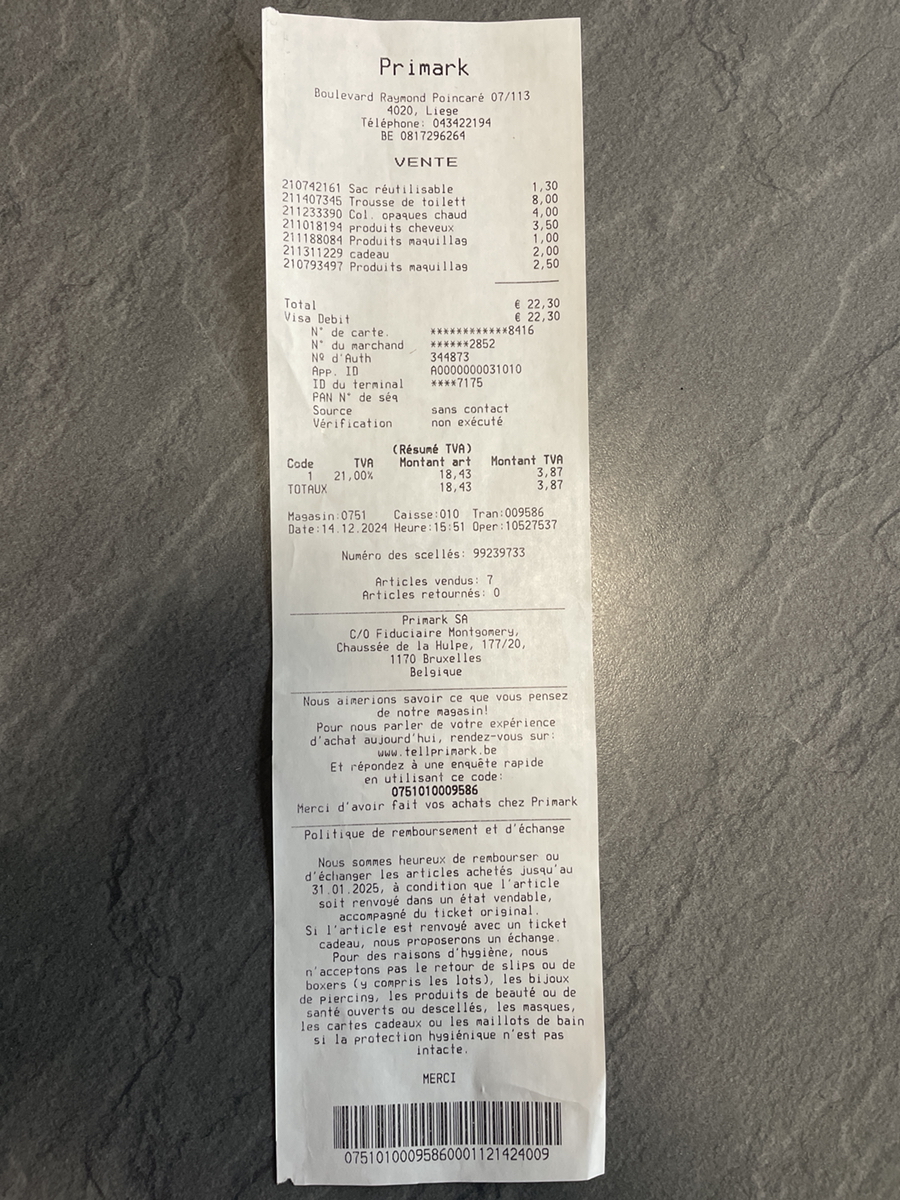 Primark
Boulevard Raymond Poincaré 07/113
4020, Liege
Téléphone: 043422194
BE 0817296264
VENTE
210742161 Sac réutilisable 1,30
211407345 Trousse de toilett 8,00
211233390 Col. opaques chaud 4,00
211018194 produits cheveux 3,50
211188084 Produits maquillag 1,00
211311229 cadeau 2,00
210793497 Produits maquillag 2,50
Total € 22,30
Visa Debit € 22,30
N° de carte. ************8416
N° du marchand ******2852
Nº d'Auth 344873
App. ID A0000000031010
ID du terminal ****7175
PAN N° de séq
Source sans contact
Vérification non exécuté
(Résumé TVA)
Code TVA Montant art Montant TVA
1 21,00% 18,43 3,87
TOTAUX 18,43 3,87
Magasin:0751 Caisse:010 Tran:009586
Date:14.12.2024 Heure:15:51 Oper:10527537
Numéro des scellés: 99239733
Articles vendus: 7
Articles retournés: 0
Primark SA
C/O Fiduciaire Montgomery,
Chaussée de la Hulpe, 177/20,
1170 Bruxelles
Belgique
Nous aimerions savoir ce que vous pensez
de notre magasin!
Pour nous parler de votre expérience
d'achat aujourd'hui, rendez-vous sur:
www.tellprimark.be
Et répondez à une enquête rapide
en utilisant ce code:
0751010009586
Merci d'avoir fait vos achats chez Primark
Politique de remboursement et d'échange
Nous sommes heureux de rembourser ou
d'échanger les articles achetés jusqu'au
31.01.2025, à condition que l'article
soit renvoyé dans un état vendable,
accompagné du ticket original.
Si l'article est renvoyé avec un ticket
cadeau, nous proposerons un échange.
Pour des raisons d'hygiène, nous
n'acceptons pas le retour de slips ou de
boxers (y compris les lots), les bijoux
de piercing, les produits de beauté ou de
santé ouverts ou descellés, les masques,
les cartes cadeaux ou les maillots de bain
si la protection hygiénique n'est pas
intacte.
MERCI
07510100095860001121424009